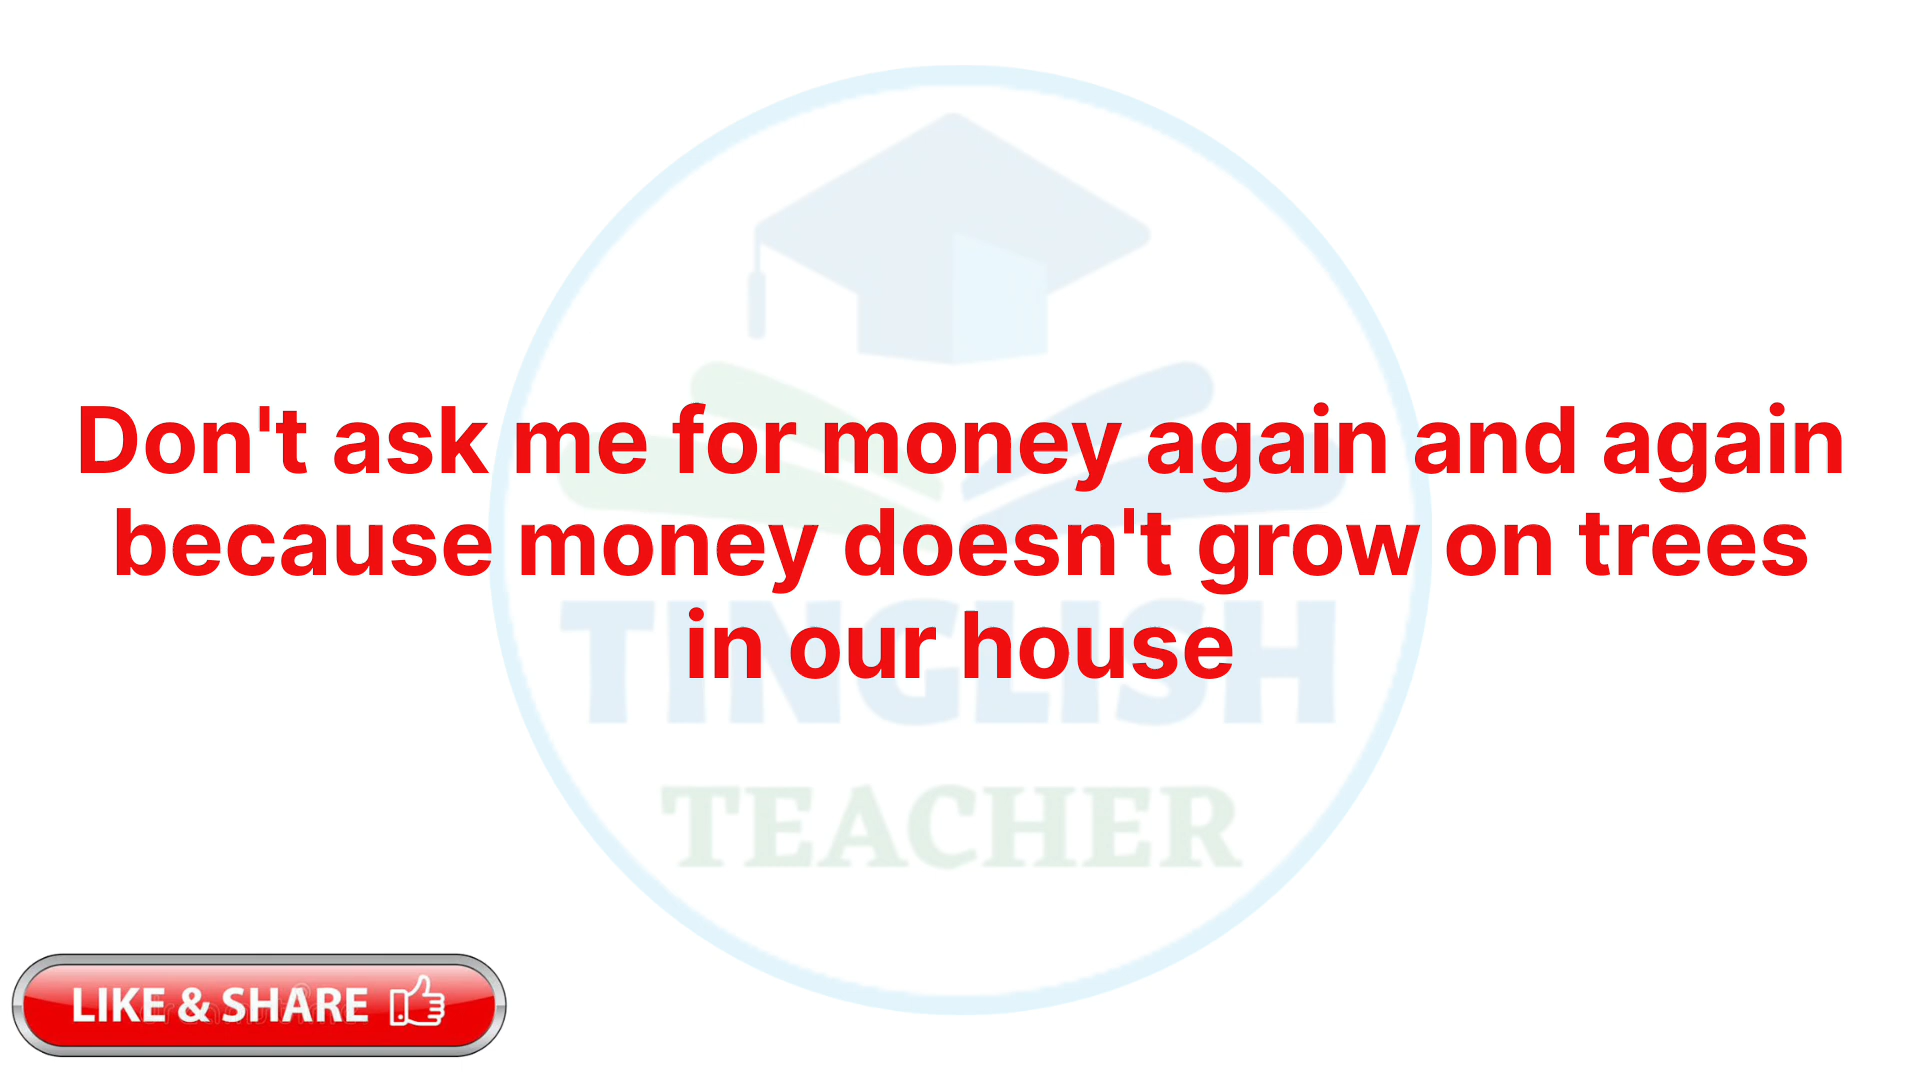 Don't ask me for money again and again
because money doesn't grow on trees
in our house
TINGLISH
TEACHER
LIKE & SHARE